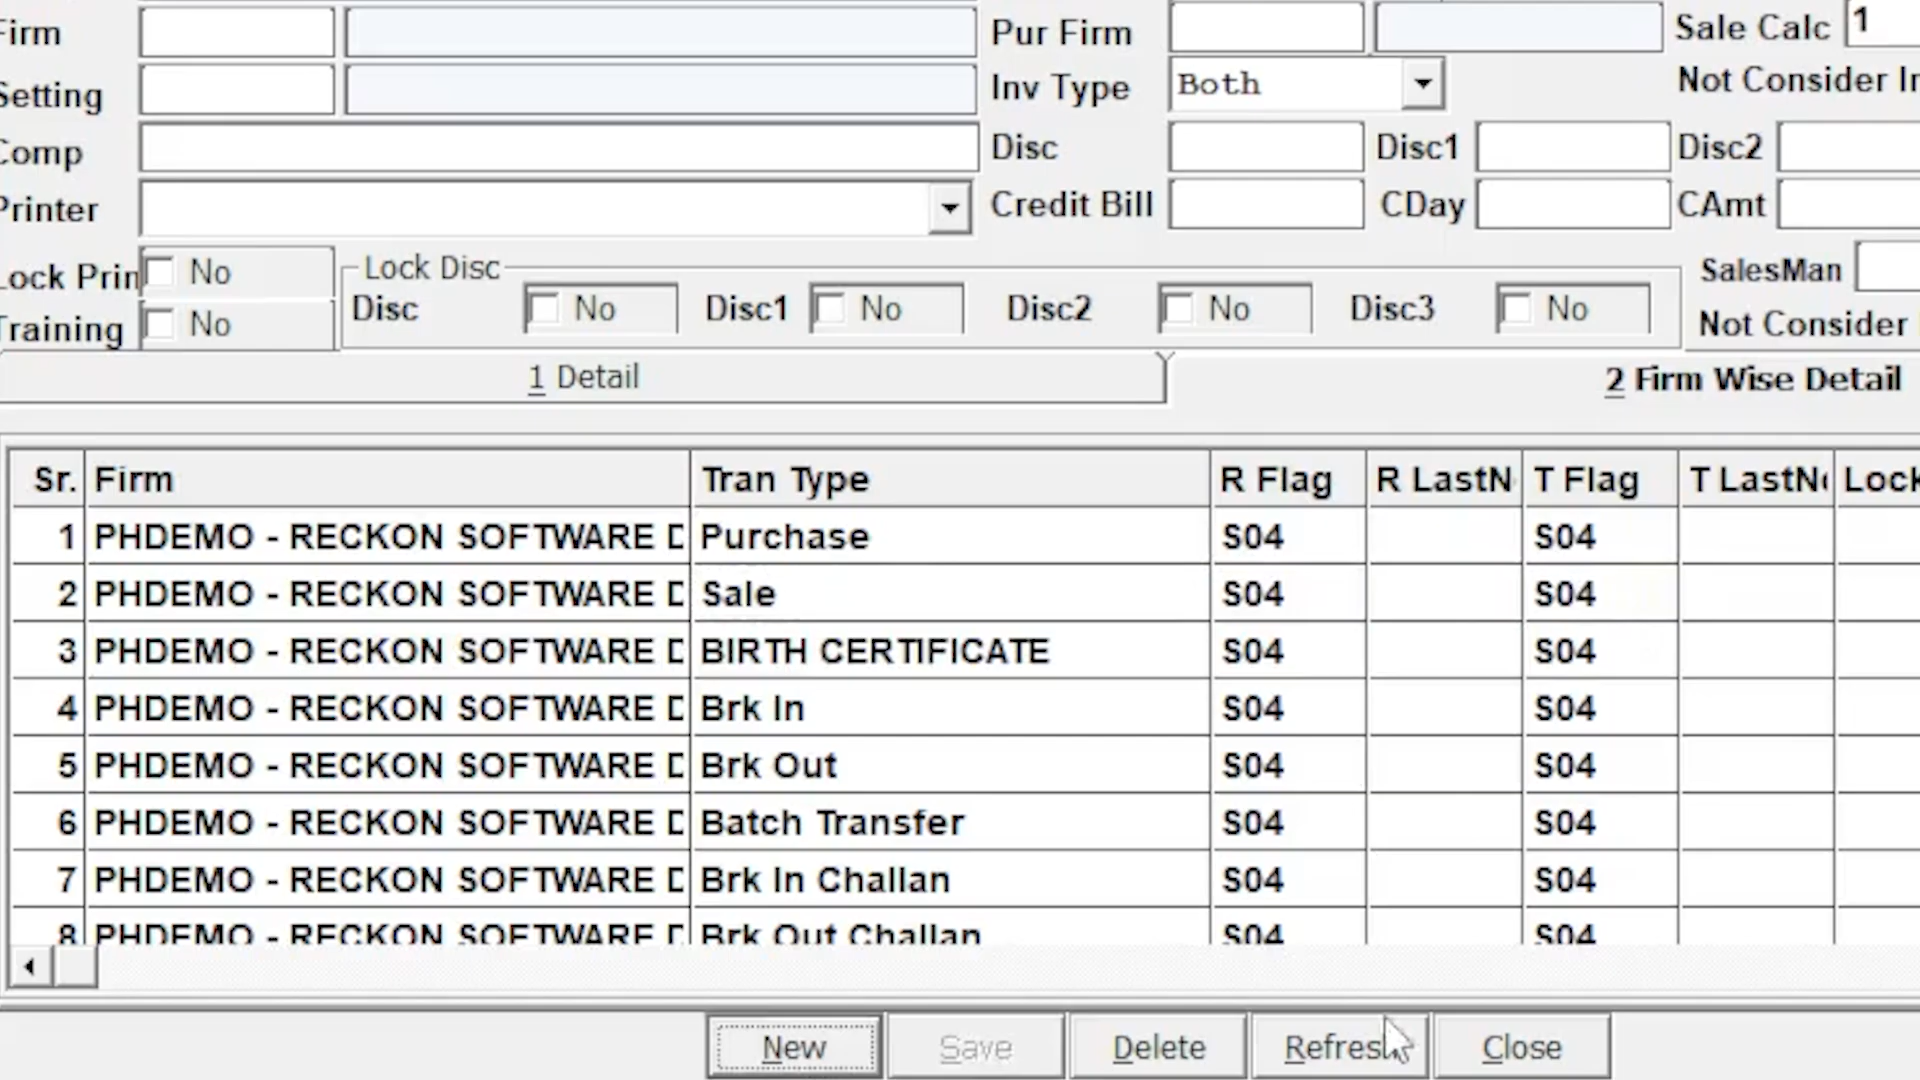 Firm Pur Firm Sale Calc 1
Setting Inv Type Both Not Consider
Comp Disc Disc1 Disc2
Printer Credit Bill CDay CAmt
Lock Prin No Lock Disc SalesMan
Disc No Disc1 No Disc2 No Disc3 No
Training No Not Consider
1 Detail 2 Firm Wise Detail
Sr. Firm Tran Type R Flag R LastN T Flag T LastN Lock
1 PHDEMO - RECKON SOFTWARE D Purchase S04 S04
2 PHDEMO - RECKON SOFTWARE D Sale S04 S04
3 PHDEMO - RECKON SOFTWARE D BIRTH CERTIFICATE S04 S04
4 PHDEMO - RECKON SOFTWARE D Brk In S04 S04
5 PHDEMO - RECKON SOFTWARE D Brk Out S04 S04
6 PHDEMO - RECKON SOFTWARE D Batch Transfer S04 S04
7 PHDEMO - RECKON SOFTWARE D Brk In Challan S04 S04
8 PHDEMO - RECKON SOFTWARE D Brk Out Challan S04 S04
New Save Delete Refresh Close